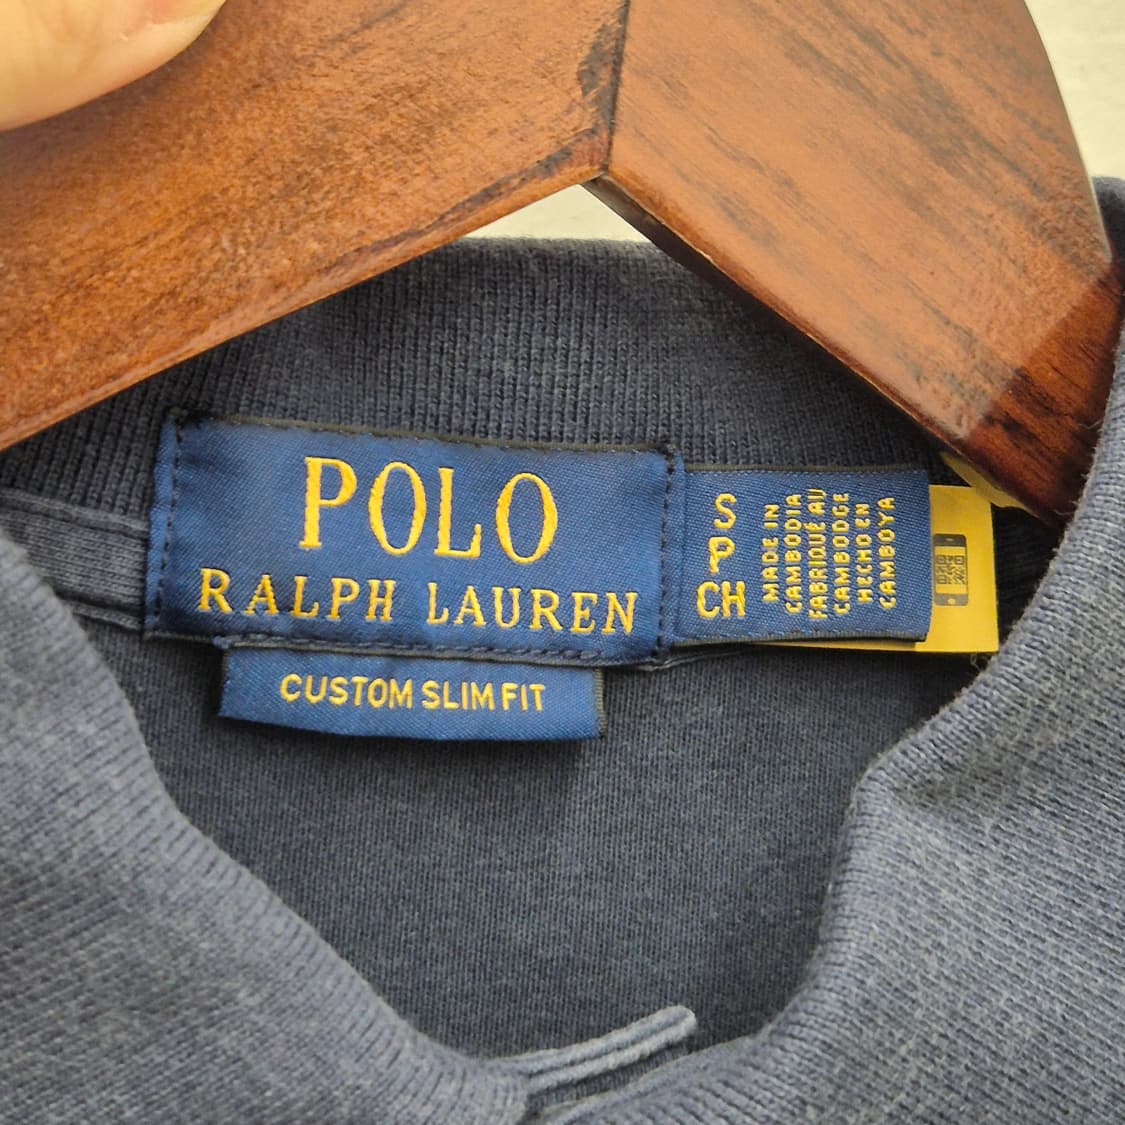 POLO
RALPH LAUREN
CUSTOM SLIM FIT
S
P
CH
MADE IN
CAMBODIA
FABRIQUÉ AU
CAMBODGE
HECHO EN
CAMBOYA